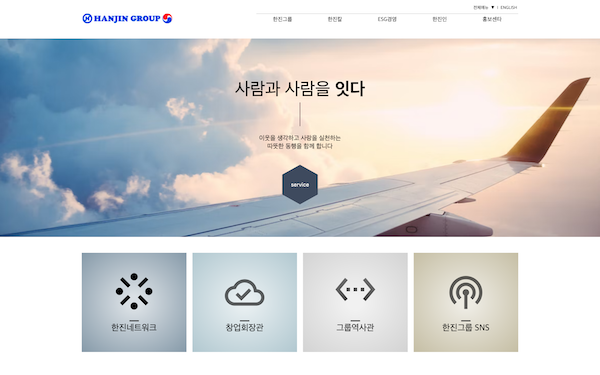 전체메뉴 ▼ | ENGLISH
HANJIN GROUP
한진그룹 한진칼 ESG경영 한진인 홍보센터
사람과 사람을 잇다
이웃을 생각하고 사랑을 실천하는
따뜻한 동행을 함께 합니다
service
한진네트워크 창업회장관 그룹역사관 한진그룹 SNS